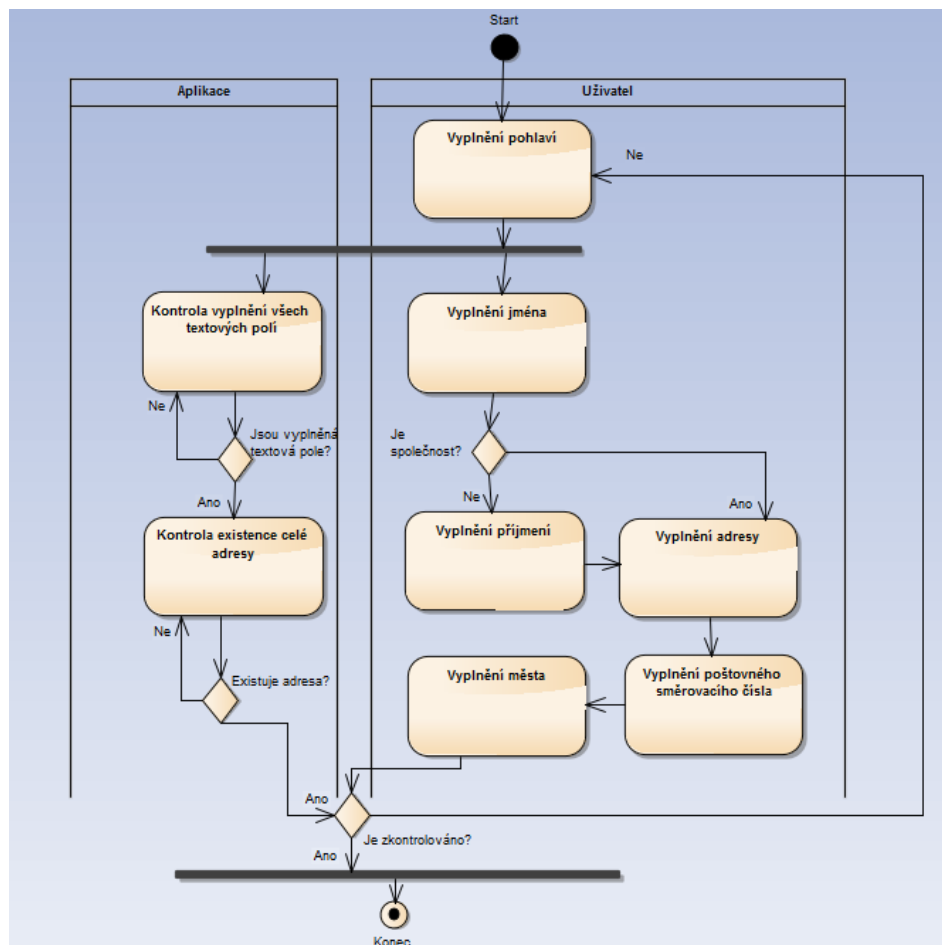 Start
Aplikace
Uživatel
Vyplnění pohlaví
Ne
Kontrola vyplnění všech
textových polí
Vyplnění jména
Ne
Jsou vyplněná
textová pole?
Je
společnost?
Ano
Ne
Ano
Kontrola existence celé
adresy
Vyplnění příjmení
Vyplnění adresy
Ne
Existuje adresa?
Vyplnění města
Vyplnění poštovného
směrovacího čísla
Ano
Je zkontrolováno?
Ano
Konec